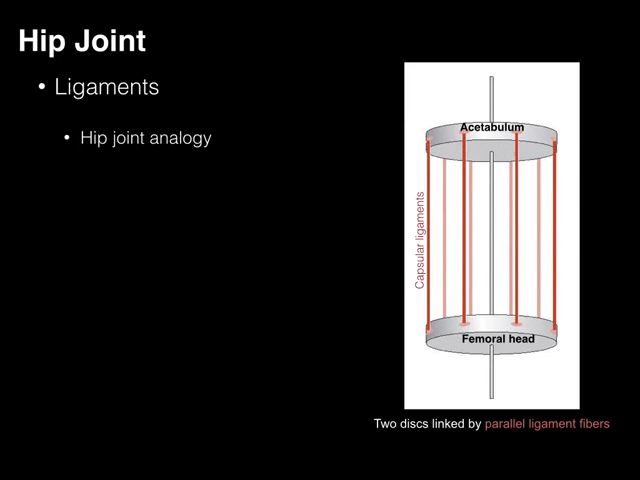 Hip Joint
• Ligaments
• Hip joint analogy
Acetabulum
Capsular ligaments
Femoral head
Two discs linked by parallel ligament fibers